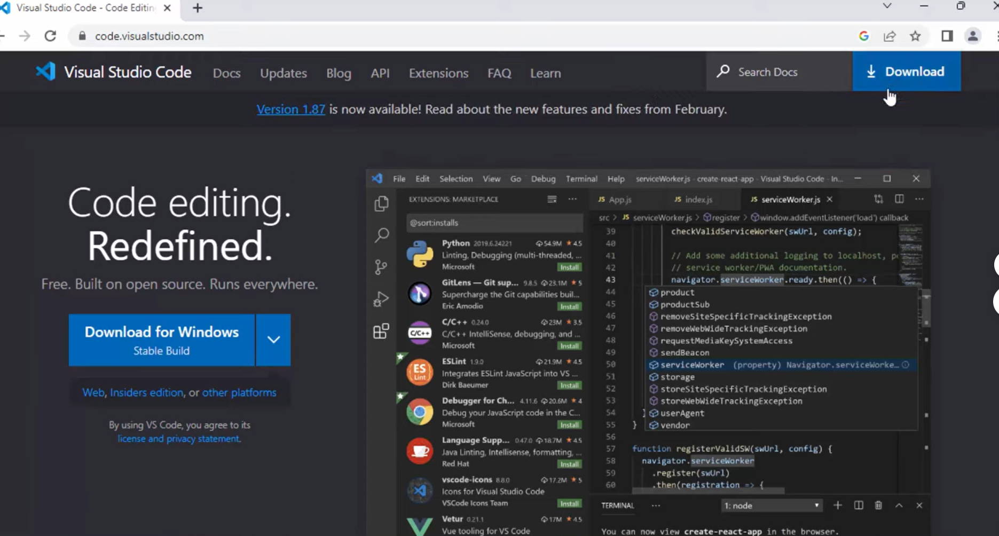 Visual Studio Code - Code Editin
code.visualstudio.com
Visual Studio Code Docs Updates Blog API Extensions FAQ Learn Search Docs Download
Version 1.87 is now available! Read about the new features and fixes from February.
Code editing.
Redefined.
Free. Built on open source. Runs everywhere.
Download for Windows
Stable Build
Web, Insiders edition, or other platforms
By using VS Code, you agree to its
license and privacy statement.
File Edit Selection View Go Debug Terminal Help serviceWorker.js - create-react-app - Visual Studio Code - In...
EXTENSIONS: MARKETPLACE
@sort:installs
Python 2019.6.24221 54.9M ★ 4.5
Linting, Debugging (multi-threaded, ...
Microsoft Install
GitLens — Git sup... 9.8.5 23.1M ★ 5
Supercharge the Git capabilities buil...
Eric Amodio Install
C/C++ 0.24.0 23M ★ 3.5
C/C++ IntelliSense, debugging, and ...
Microsoft Install
ESLint 1.9.0 21.9M ★ 4.5
Integrates ESLint JavaScript into VS ...
Dirk Baeumer Install
Debugger for Ch... 4.11.6 20.6M ★ 4
Debug your JavaScript code in the C...
Microsoft Install
Language Supp... 0.47.0 18.7M ★ 4.5
Java Linting, Intellisense, formatting, ...
Red Hat Install
vscode-icons 8.8.0 17.2M ★ 5
Icons for Visual Studio Code
VSCode Icons Team Install
Vetur 0.21.1 17M ★ 4.5
Vue tooling for VS Code
JS App.js JS index.js JS serviceWorker.js
src > JS serviceWorker.js > register > window.addEventListener('load') callback
39 checkValidServiceWorker(swUrl, config);
40
41 // Add some additional logging to localhost, p
42 // service worker/PWA documentation.
43 navigator.serviceWorker.ready.then(() => {
44 product
45 productSub
46 removeSiteSpecificTrackingException
47 removeWebWideTrackingException
48 requestMediaKeySystemAccess
49 sendBeacon
50 serviceWorker (property) Navigator.serviceWorke...
51 storage
52 storeSiteSpecificTrackingException
53 storeWebWideTrackingException
54 } userAgent
55 } vendor
56
57 function registerValidSW(swUrl, config) {
58 navigator.serviceWorker
59 .register(swUrl)
60 .then(registration => {
TERMINAL ... 1: node
You can now view create-react-app in the browser.